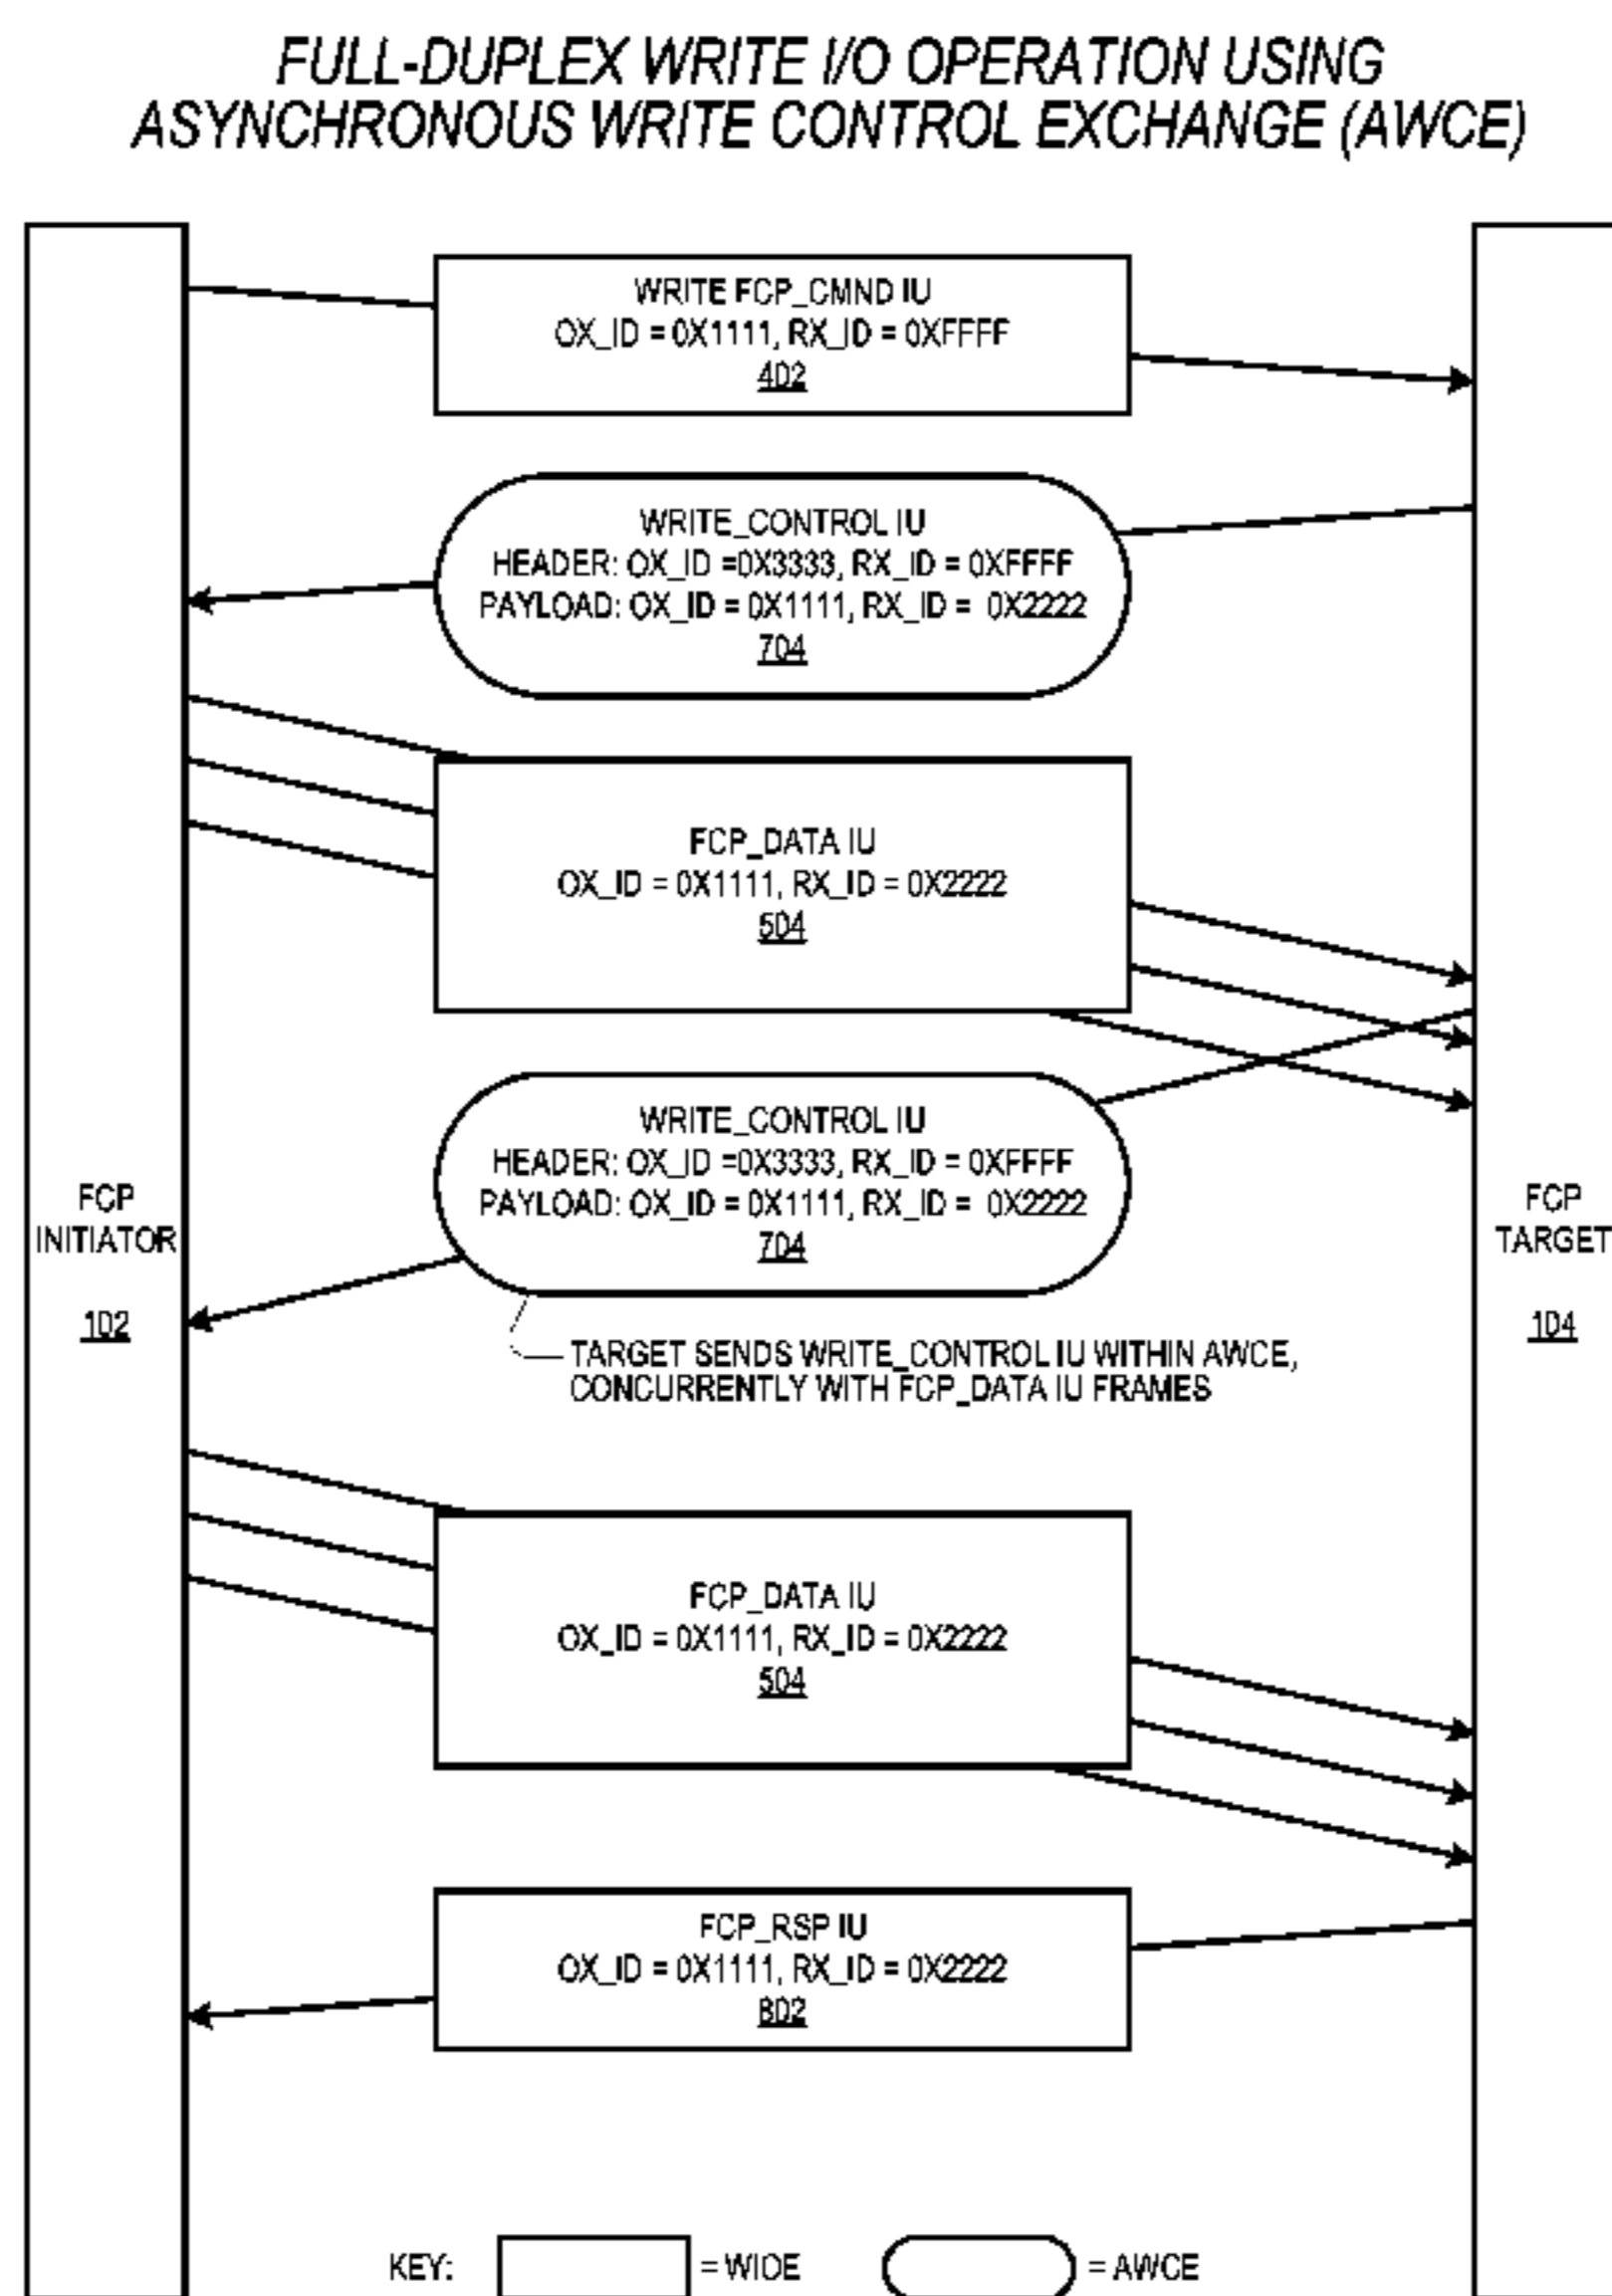 FULL-DUPLEX WRITE I/O OPERATION USING
ASYNCHRONOUS WRITE CONTROL EXCHANGE (AWCE)
WRITE FCP_CMND IU
OX_ID = 0X1111, RX_ID = 0XFFFF
402
WRITE_CONTROL IU
HEADER: OX_ID =0X3333, RX_ID = 0XFFFF
PAYLOAD: OX_ID = 0X1111, RX_ID = 0X2222
704
FCP_DATA IU
OX_ID = 0X1111, RX_ID = 0X2222
504
WRITE_CONTROL IU
HEADER: OX_ID =0X3333, RX_ID = 0XFFFF
PAYLOAD: OX_ID = 0X1111, RX_ID = 0X2222
704
FCP
INITIATOR
102
FCP
TARGET
104
TARGET SENDS WRITE_CONTROL IU WITHIN AWCE,
CONCURRENTLY WITH FCP_DATA IU FRAMES
FCP_DATA IU
OX_ID = 0X1111, RX_ID = 0X2222
504
FCP_RSP IU
OX_ID = 0X1111, RX_ID = 0X2222
802
KEY:
= WIOE
= AWCE